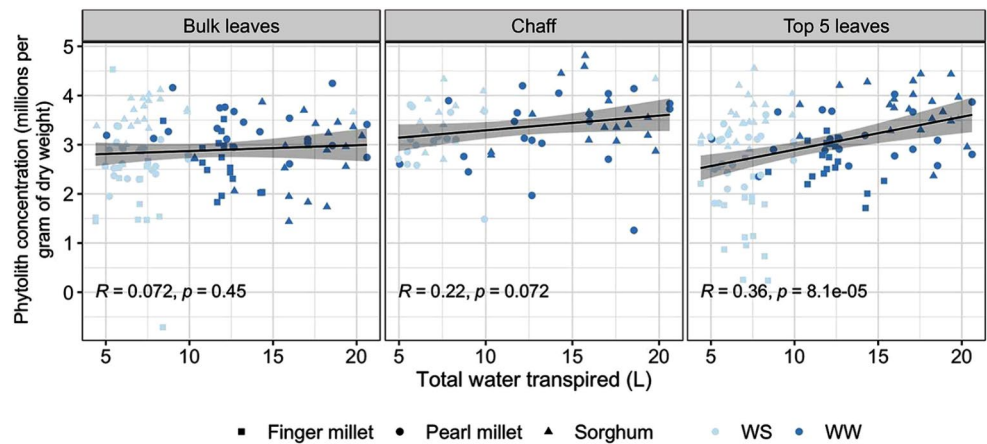 Bulk leaves Chaff Top 5 leaves
Phytolith concentration (millions per
gram of dry weight)
5
4
3
2
1
0
R = 0.072, p = 0.45 R = 0.22, p = 0.072 R = 0.36, p = 8.1e-05
5 10 15 20 5 10 15 20 5 10 15 20
Total water transpired (L)
Finger millet Pearl millet Sorghum WS WW